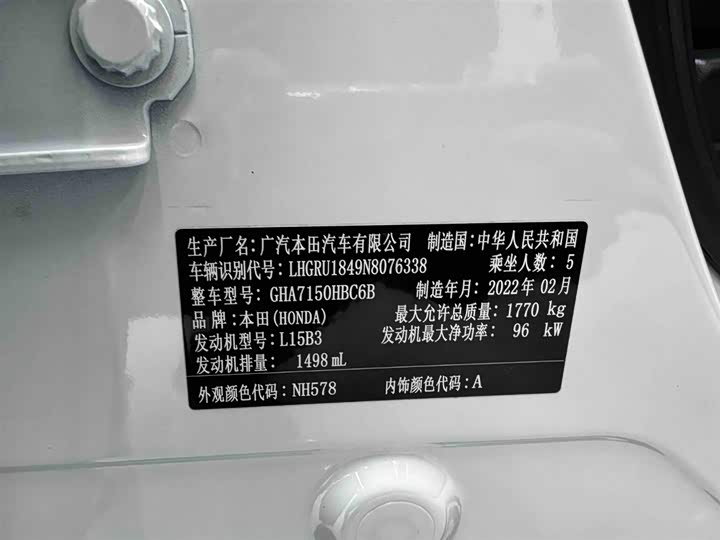 生产厂名：广汽本田汽车有限公司 制造国：中华人民共和国
车辆识别代号：LHGRU1849N8076338 乘坐人数：5
整车型号：GHA7150HBC6B 制造年月：2022年02月
品牌：本田(HONDA) 最大允许总质量：1770 kg
发动机型号：L15B3 发动机最大净功率：96 kW
发动机排量：1498 mL
外观颜色代码：NH578 内饰颜色代码：A